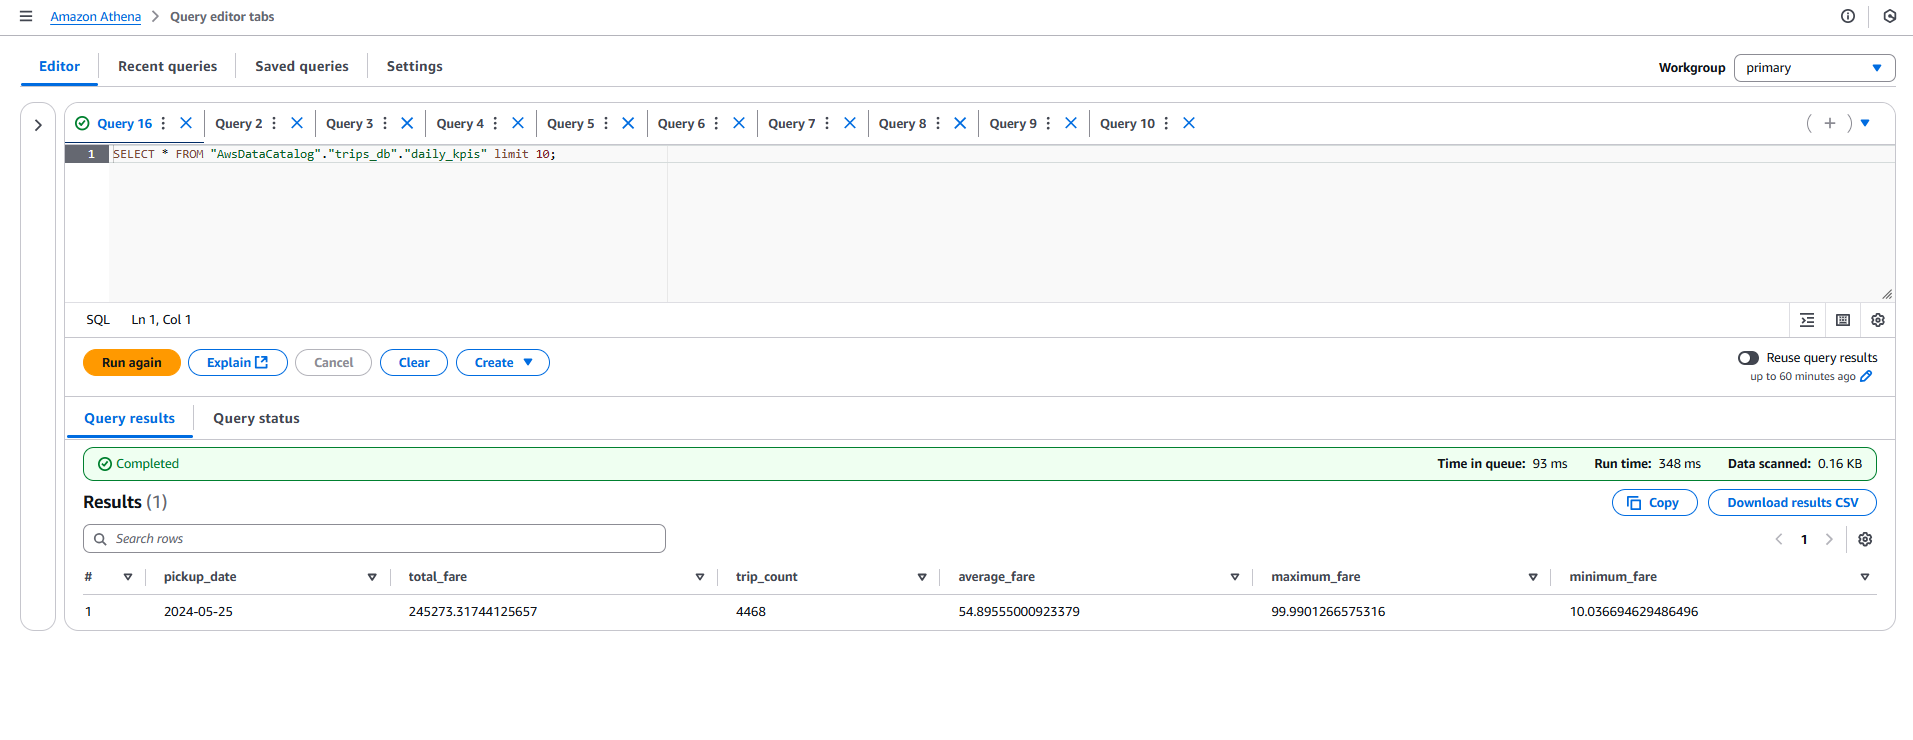 Amazon Athena > Query editor tabs
Editor Recent queries Saved queries Settings
Workgroup primary
Query 16 Query 2 Query 3 Query 4 Query 5 Query 6 Query 7 Query 8 Query 9 Query 10
1 SELECT * FROM "AwsDataCatalog"."trips_db"."daily_kpis" limit 10;
SQL Ln 1, Col 1
Run again Explain Cancel Clear Create
Reuse query results
up to 60 minutes ago
Query results Query status
Completed Time in queue: 93 ms Run time: 348 ms Data scanned: 0.16 KB
Results (1) Copy Download results CSV
Search rows 1
# pickup_date total_fare trip_count average_fare maximum_fare minimum_fare
1 2024-05-25 245273.31744125657 4468 54.89555000923379 99.9901266575316 10.036694629486496